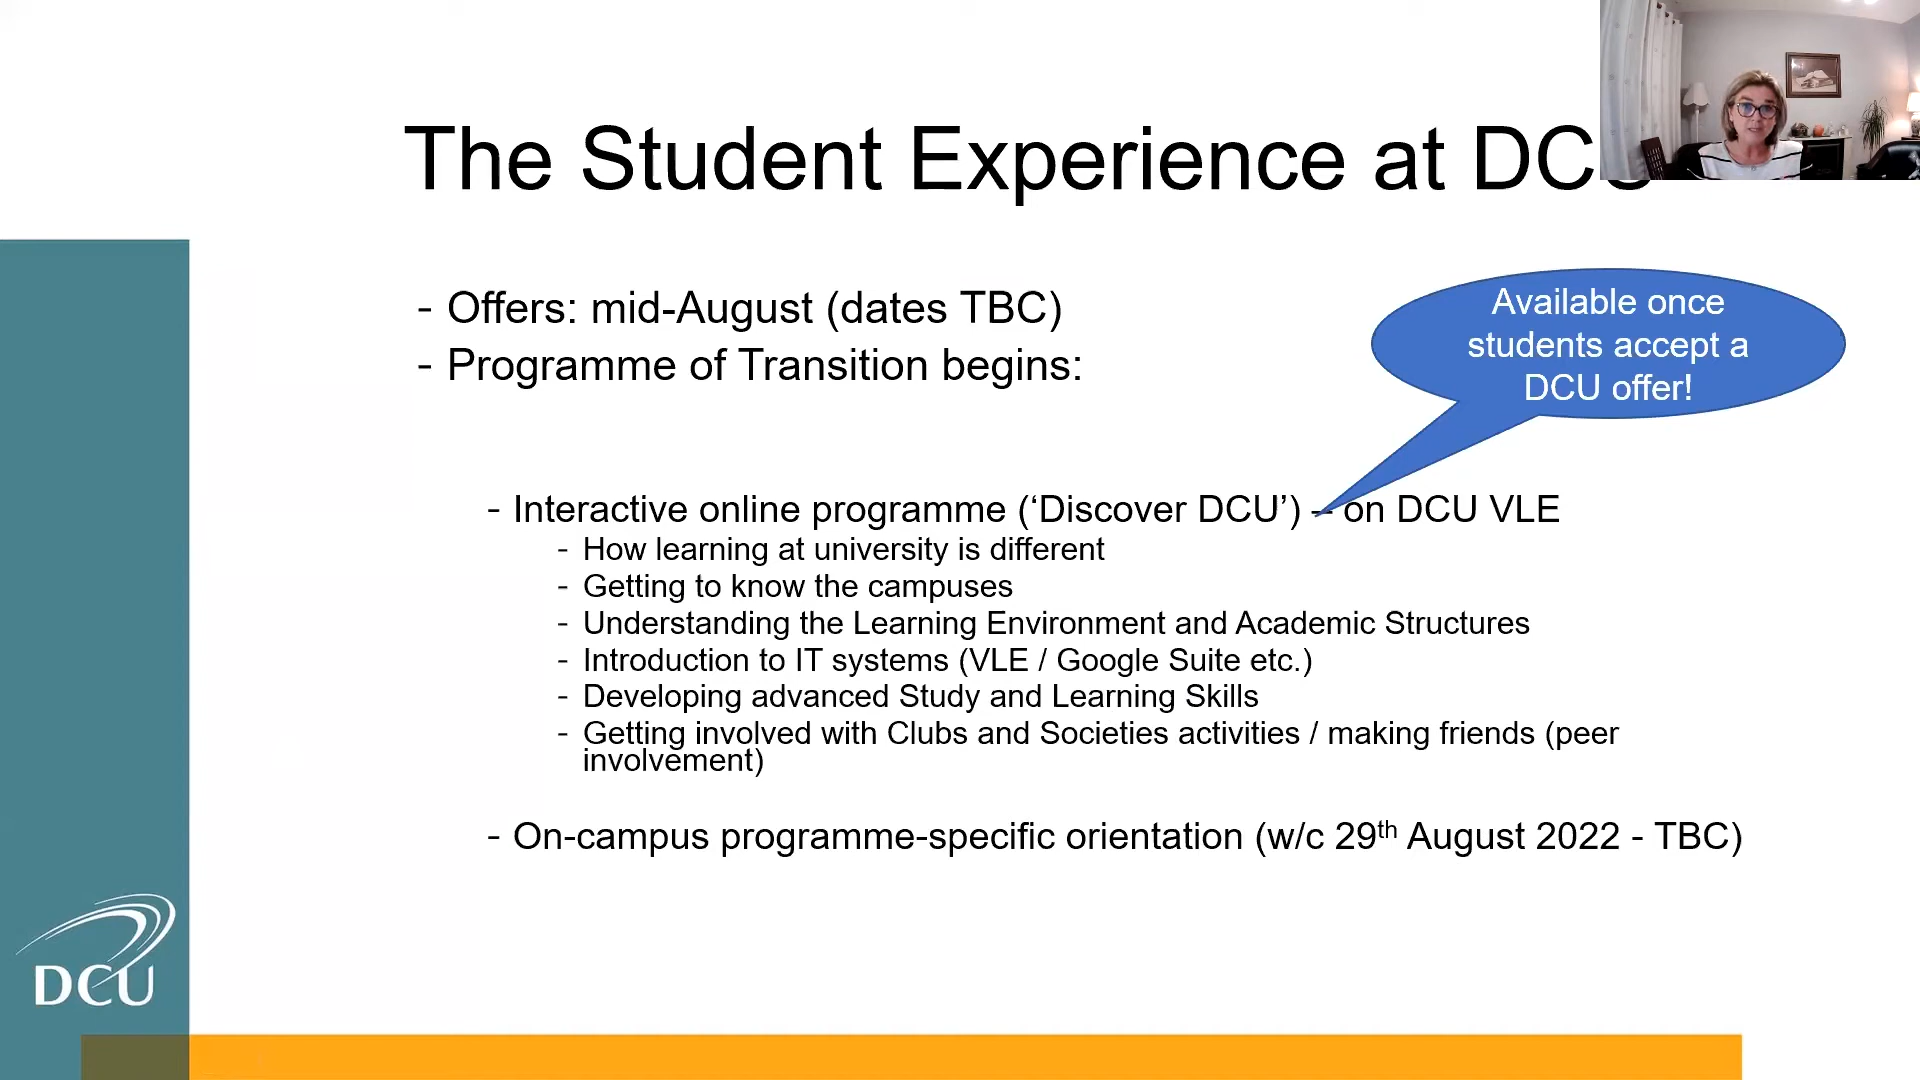 The Student Experience at DCU
- Offers: mid-August (dates TBC)
- Programme of Transition begins:
Available once
students accept a
DCU offer!
- Interactive online programme (‘Discover DCU’) – on DCU VLE
- How learning at university is different
- Getting to know the campuses
- Understanding the Learning Environment and Academic Structures
- Introduction to IT systems (VLE / Google Suite etc.)
- Developing advanced Study and Learning Skills
- Getting involved with Clubs and Societies activities / making friends (peer
involvement)
- On-campus programme-specific orientation (w/c 29th August 2022 - TBC)
DCU